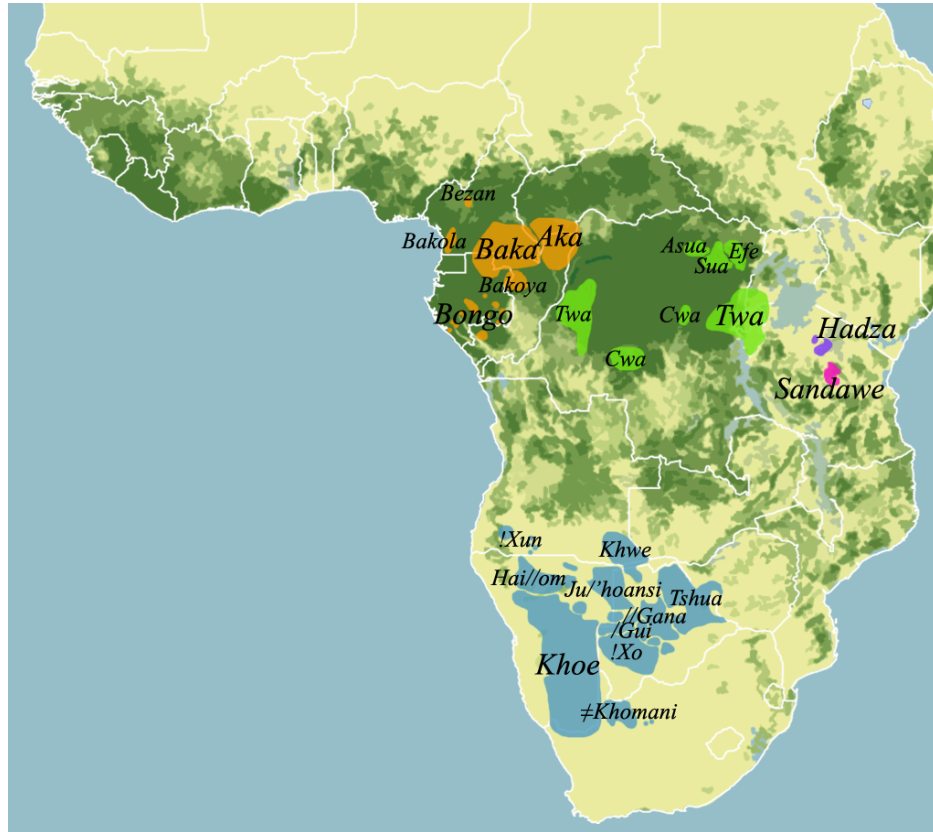 Bezan
Bakola
Baka
Aka
Asua
Efe
Sua
Bakoya
Bongo
Twa
Cwa
Twa
Hadza
Cwa
Sandawe
!Xun
Khwe
Hai//om
Ju/'hoansi
Tshua
//Gana
/Gui
!Xo
Khoe
≠Khomani